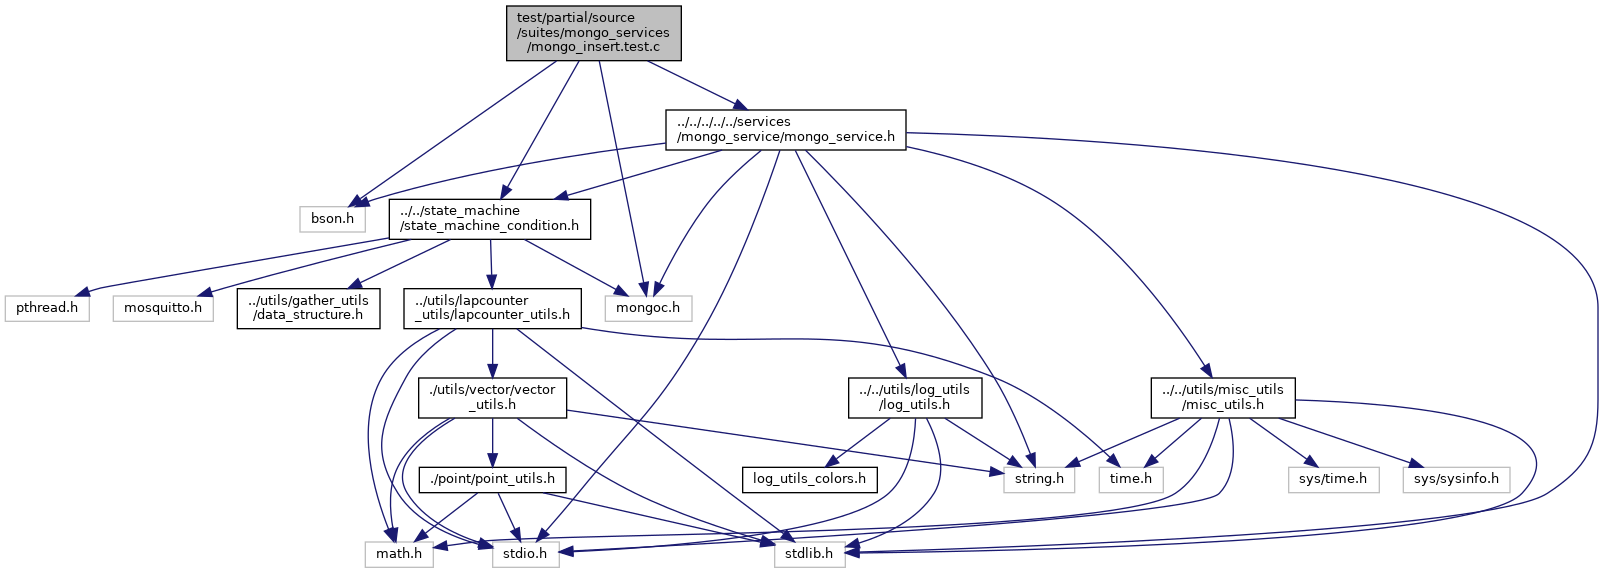 test/partial/source
/suites/mongo_services
/mongo_insert.test.c
../../../../../services
/mongo_service/mongo_service.h
bson.h
../../state_machine
/state_machine_condition.h
pthread.h
mosquitto.h
../utils/gather_utils
/data_structure.h
../utils/lapcounter
_utils/lapcounter_utils.h
mongoc.h
./utils/vector/vector
_utils.h
../../utils/log_utils
/log_utils.h
../../utils/misc_utils
/misc_utils.h
./point/point_utils.h
log_utils_colors.h
string.h
time.h
sys/time.h
sys/sysinfo.h
math.h
stdio.h
stdlib.h